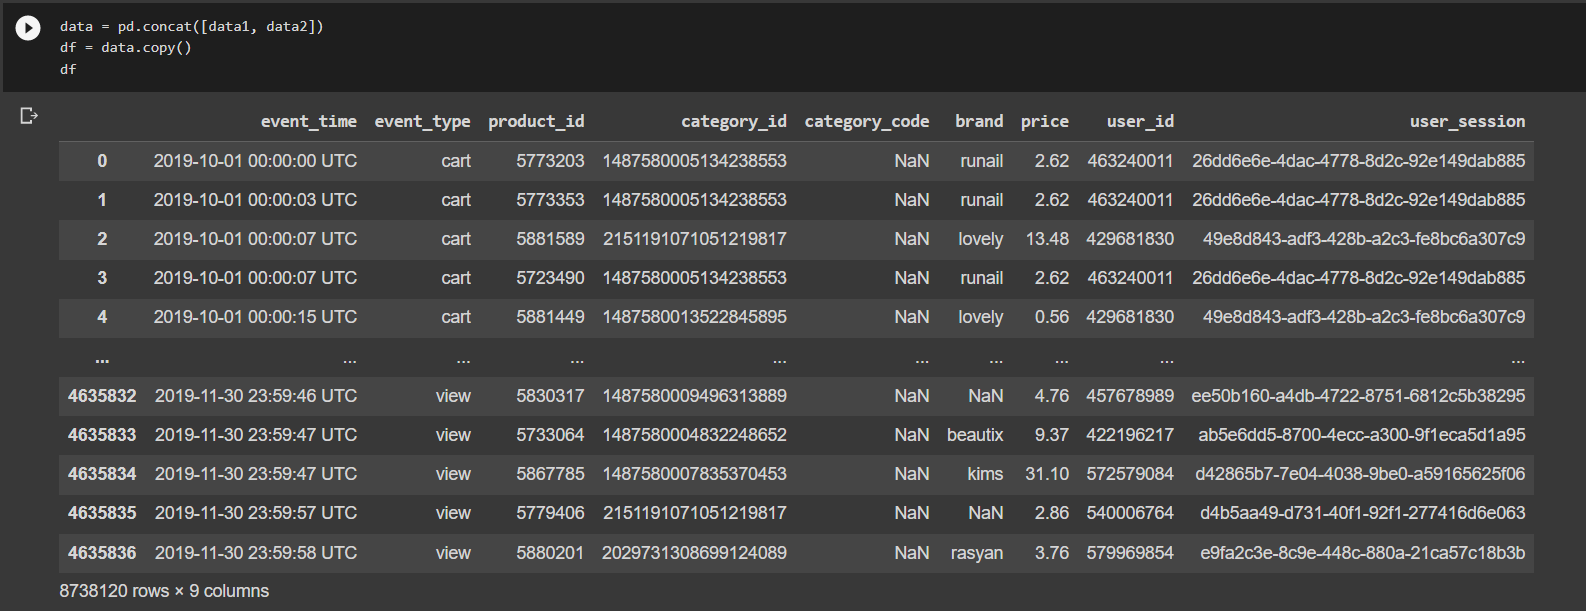 data = pd.concat([data1, data2])
df = data.copy()
df
event_time event_type product_id category_id category_code brand price user_id user_session
0 2019-10-01 00:00:00 UTC cart 5773203 1487580005134238553 NaN runail 2.62 463240011 26dd6e6e-4dac-4778-8d2c-92e149dab885
1 2019-10-01 00:00:03 UTC cart 5773353 1487580005134238553 NaN runail 2.62 463240011 26dd6e6e-4dac-4778-8d2c-92e149dab885
2 2019-10-01 00:00:07 UTC cart 5881589 2151191071051219817 NaN lovely 13.48 429681830 49e8d843-adf3-428b-a2c3-fe8bc6a307c9
3 2019-10-01 00:00:07 UTC cart 5723490 1487580005134238553 NaN runail 2.62 463240011 26dd6e6e-4dac-4778-8d2c-92e149dab885
4 2019-10-01 00:00:15 UTC cart 5881449 1487580013522845895 NaN lovely 0.56 429681830 49e8d843-adf3-428b-a2c3-fe8bc6a307c9
... ... ... ... ... ... ... ... ... ...
4635832 2019-11-30 23:59:46 UTC view 5830317 1487580009496313889 NaN NaN 4.76 457678989 ee50b160-a4db-4722-8751-6812c5b38295
4635833 2019-11-30 23:59:47 UTC view 5733064 1487580004832248652 NaN beautix 9.37 422196217 ab5e6dd5-8700-4ecc-a300-9f1eca5d1a95
4635834 2019-11-30 23:59:47 UTC view 5867785 1487580007835370453 NaN kims 31.10 572579084 d42865b7-7e04-4038-9be0-a59165625f06
4635835 2019-11-30 23:59:57 UTC view 5779406 2151191071051219817 NaN NaN 2.86 540006764 d4b5aa49-d731-40f1-92f1-277416d6e063
4635836 2019-11-30 23:59:58 UTC view 5880201 2029731308699124089 NaN rasyan 3.76 579969854 e9fa2c3e-8c9e-448c-880a-21ca57c18b3b
8738120 rows × 9 columns